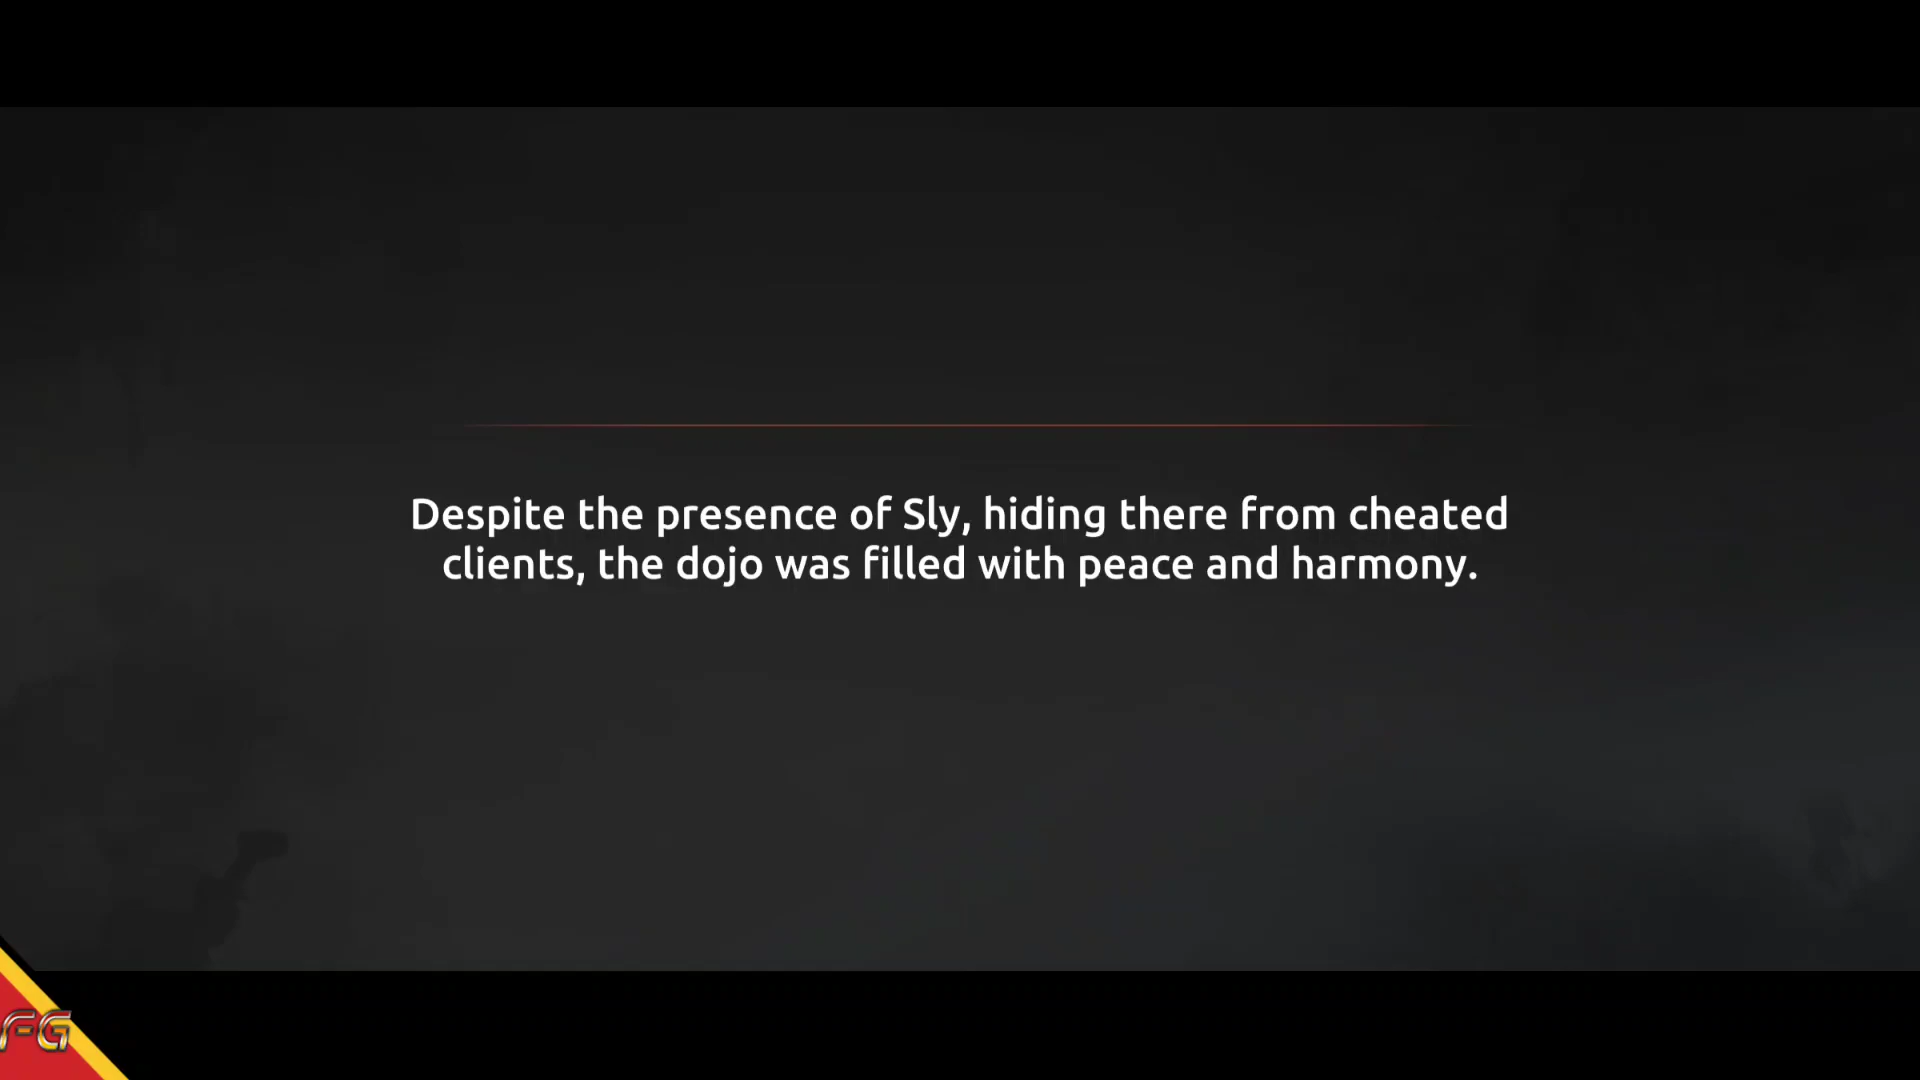 Despite the presence of Sly, hiding there from cheated
clients, the dojo was filled with peace and harmony.
FG